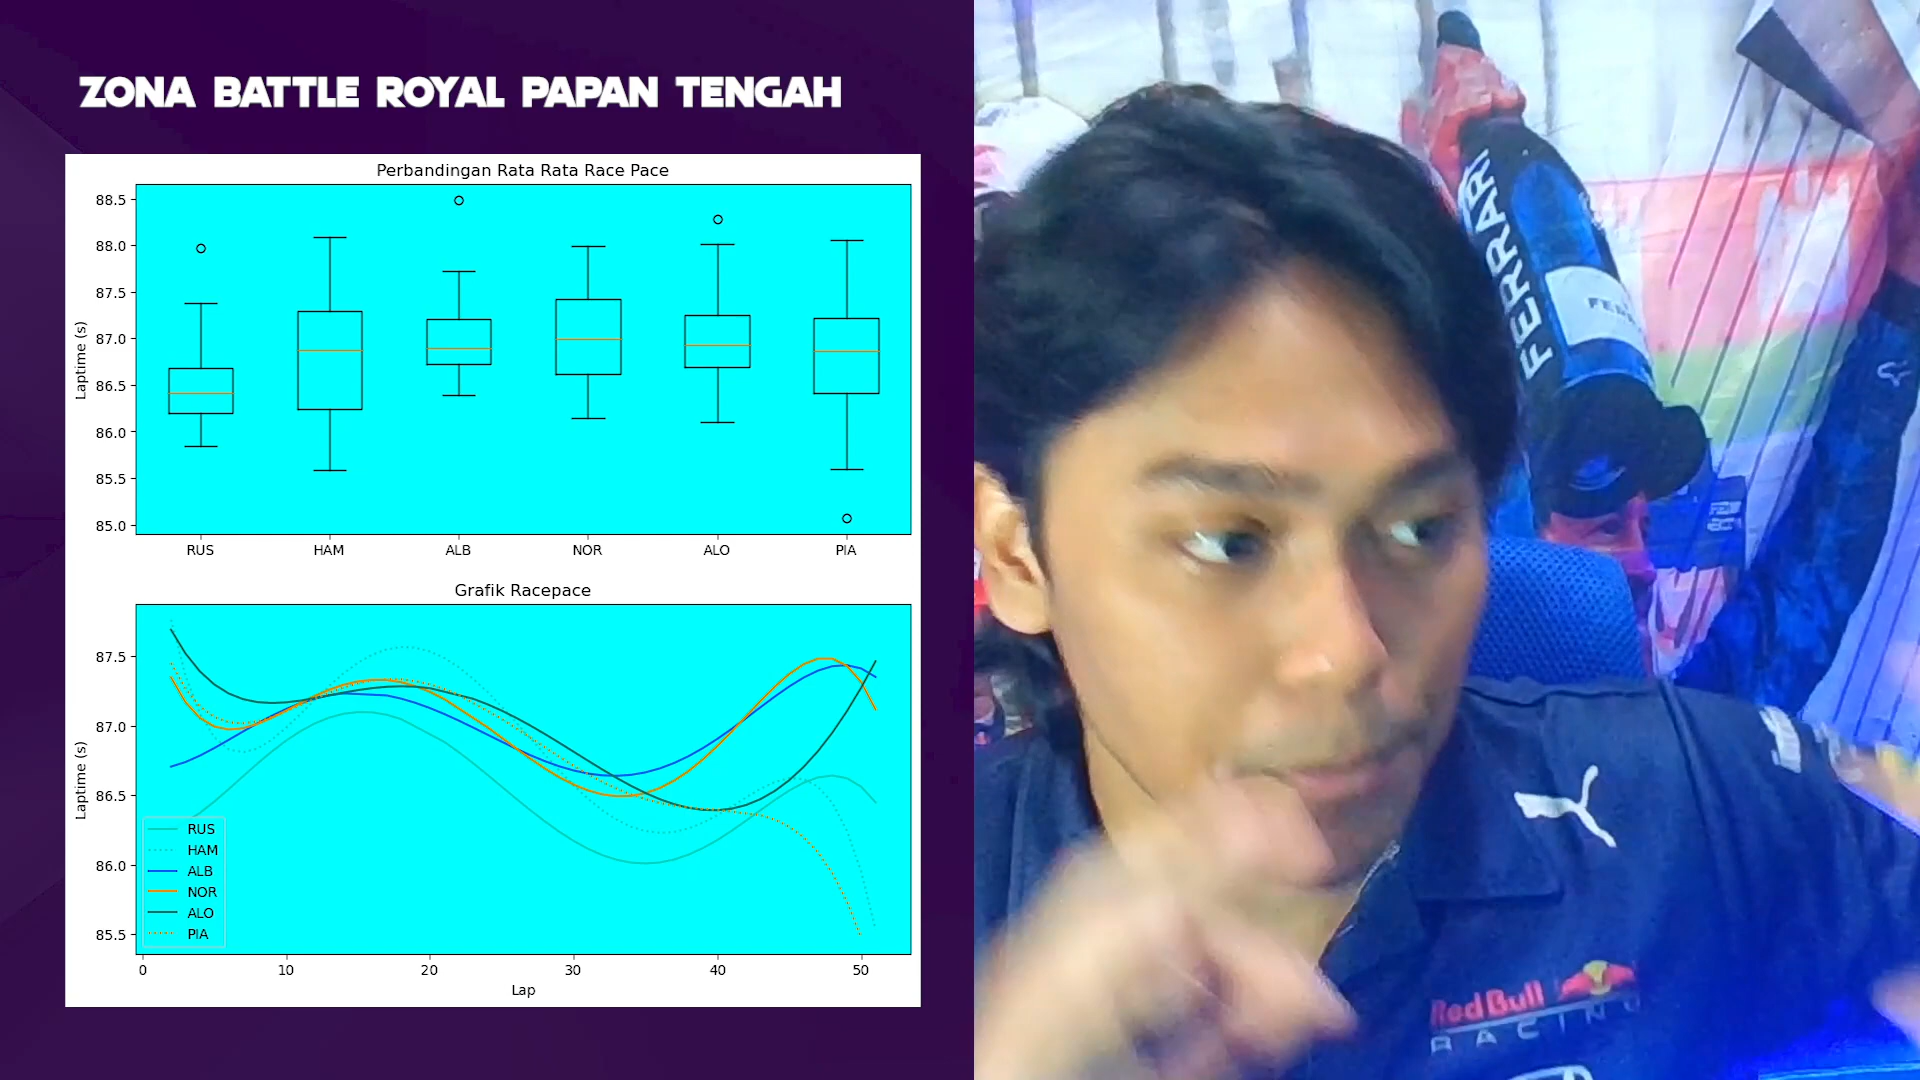 ZONA BATTLE ROYAL PAPAN TENGAH
Perbandingan Rata Rata Race Pace
Laptime (s)
88.5
88.0
87.5
87.0
86.5
86.0
85.5
85.0
RUS HAM ALB NOR ALO PIA
Grafik Racepace
Laptime (s)
87.5
87.0
86.5
86.0
85.5
RUS
HAM
ALB
NOR
ALO
PIA
0 10 20 30 40 50
Lap
FERRARI
Red Bull
RACING